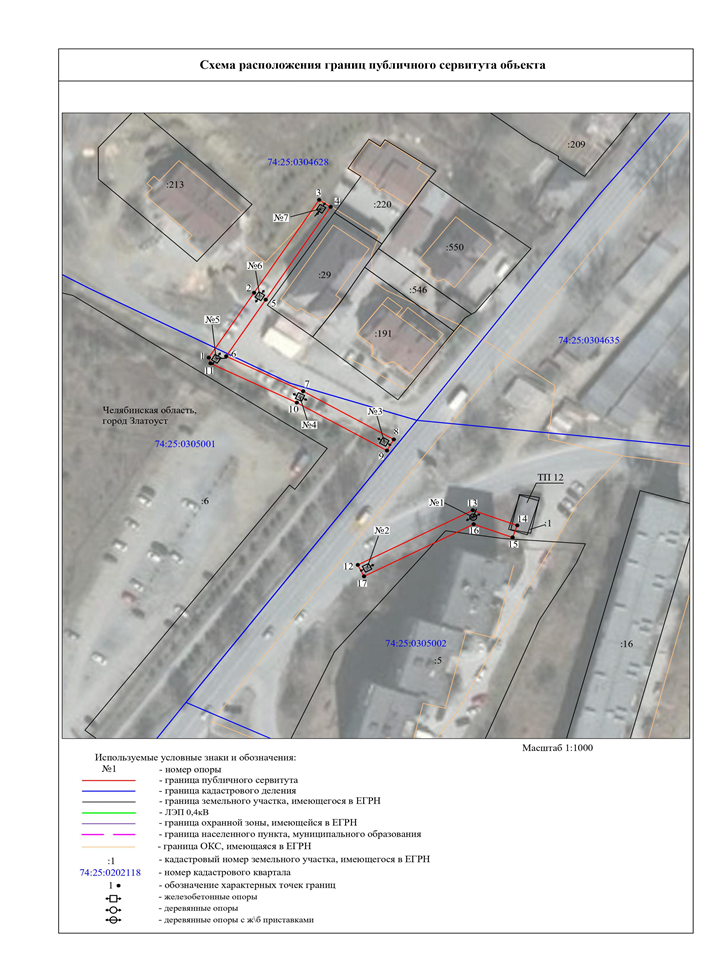 Схема расположения границ публичного сервитута объекта
:209
74:25:0304628
:213
3
4
:220
№7
:550
№6
:29
2
5
:546
№5
:191
74:25:0304635
1
6
11
7
10
№3
№4
Челябинская область,
город Златоуст
8
74:25:0305001
9
ТП 12
:6
№1
13
14
:1
16
№2
15
12
17
74:25:0305002
:16
:5
Масштаб 1:1000
Используемые условные знаки и обозначения:
№1 - номер опоры
- граница публичного сервитута
- граница кадастрового деления
- граница земельного участка, имеющегося в ЕГРН
- ЛЭП 0,4кВ
- граница охранной зоны, имеющейся в ЕГРН
- граница населенного пункта, муниципального образования
- граница ОКС, имеющаяся в ЕГРН
:1 - кадастровый номер земельного участка, имеющегося в ЕГРН
74:25:0202118 - номер кадастрового квартала
1 - обозначение характерных точек границ
- железобетонные опоры
- деревянные опоры
- деревянные опоры с ж\б приставками